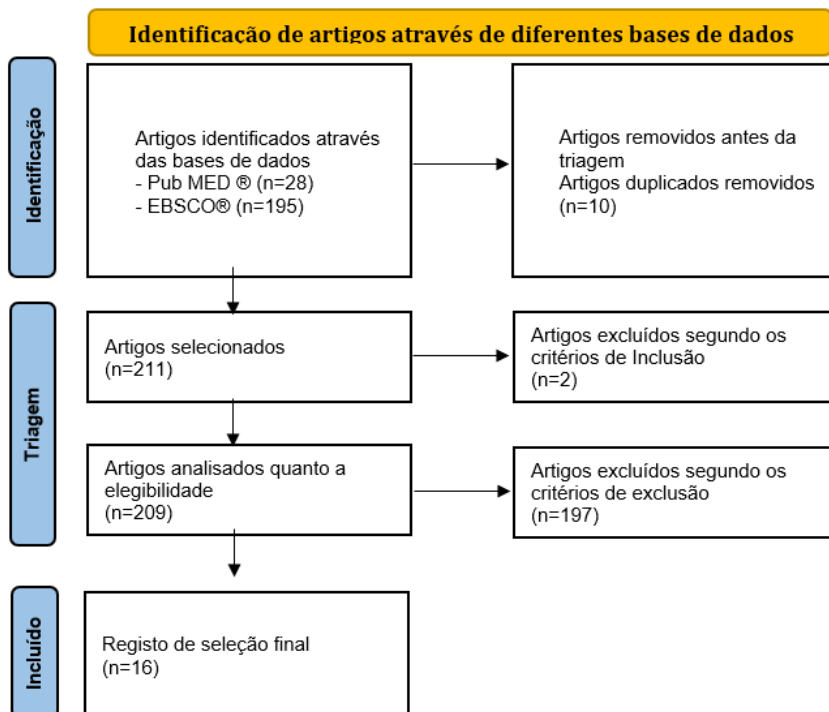 Identificação de artigos através de diferentes bases de dados
Identificação
Artigos identificados através
das bases de dados
- Pub MED ® (n=28)
- EBSCO® (n=195)
Artigos removidos antes da
triagem
Artigos duplicados removidos
(n=10)
Triagem
Artigos selecionados
(n=211)
Artigos excluídos segundo os
critérios de Inclusão
(n=2)
Artigos analisados quanto a
elegibilidade
(n=209)
Artigos excluídos segundo os
critérios de exclusão
(n=197)
Incluído
Registo de seleção final
(n=16)